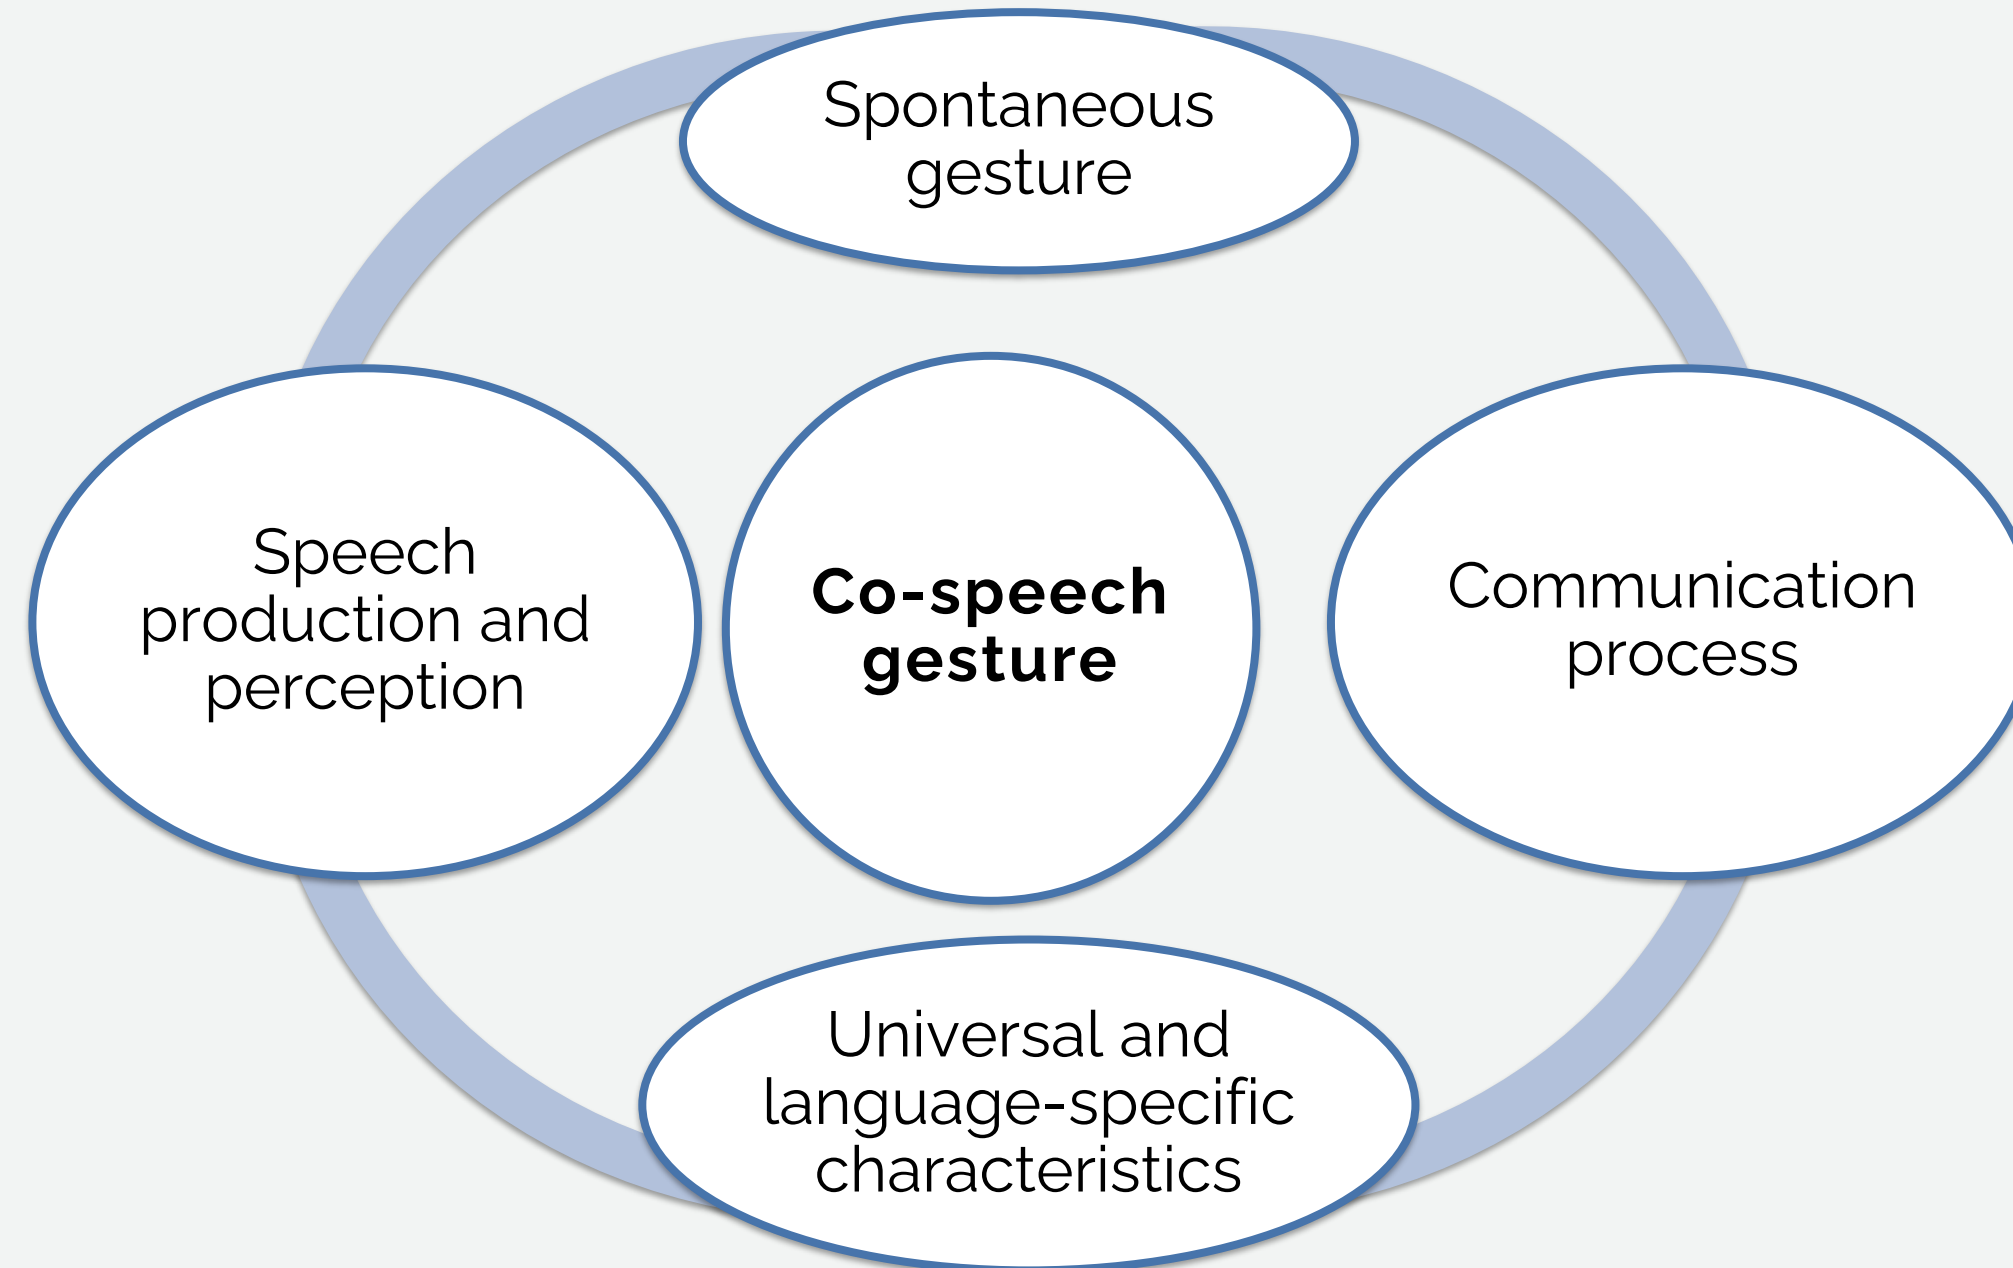 Spontaneous
gesture
Speech
production and
perception
Co-speech
gesture
Communication
process
Universal and
language-specific
characteristics